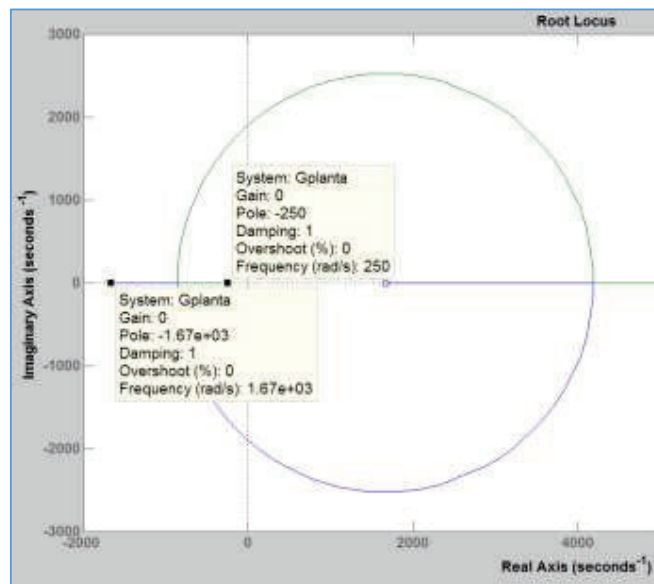 Root Locus
3000
2000
1000
0
-1000
-2000
-3000
Imaginary Axis (seconds⁻¹)
System: Gplanta
Gain: 0
Pole: -250
Damping: 1
Overshoot (%): 0
Frequency (rad/s): 250
System: Gplanta
Gain: 0
Pole: -1.67e+03
Damping: 1
Overshoot (%): 0
Frequency (rad/s): 1.67e+03
-2000
0
2000
4000
Real Axis (seconds⁻¹)